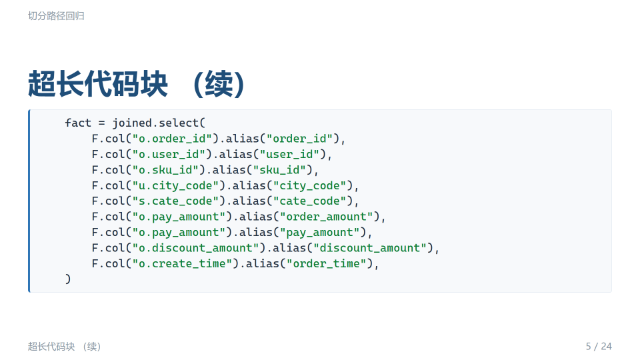 切分路径回归
超长代码块 （续）
fact = joined.select(
    F.col("o.order_id").alias("order_id"),
    F.col("o.user_id").alias("user_id"),
    F.col("o.sku_id").alias("sku_id"),
    F.col("u.city_code").alias("city_code"),
    F.col("s.cate_code").alias("cate_code"),
    F.col("o.pay_amount").alias("order_amount"),
    F.col("o.pay_amount").alias("pay_amount"),
    F.col("o.discount_amount").alias("discount_amount"),
    F.col("o.create_time").alias("order_time"),
)
超长代码块 （续）
5 / 24